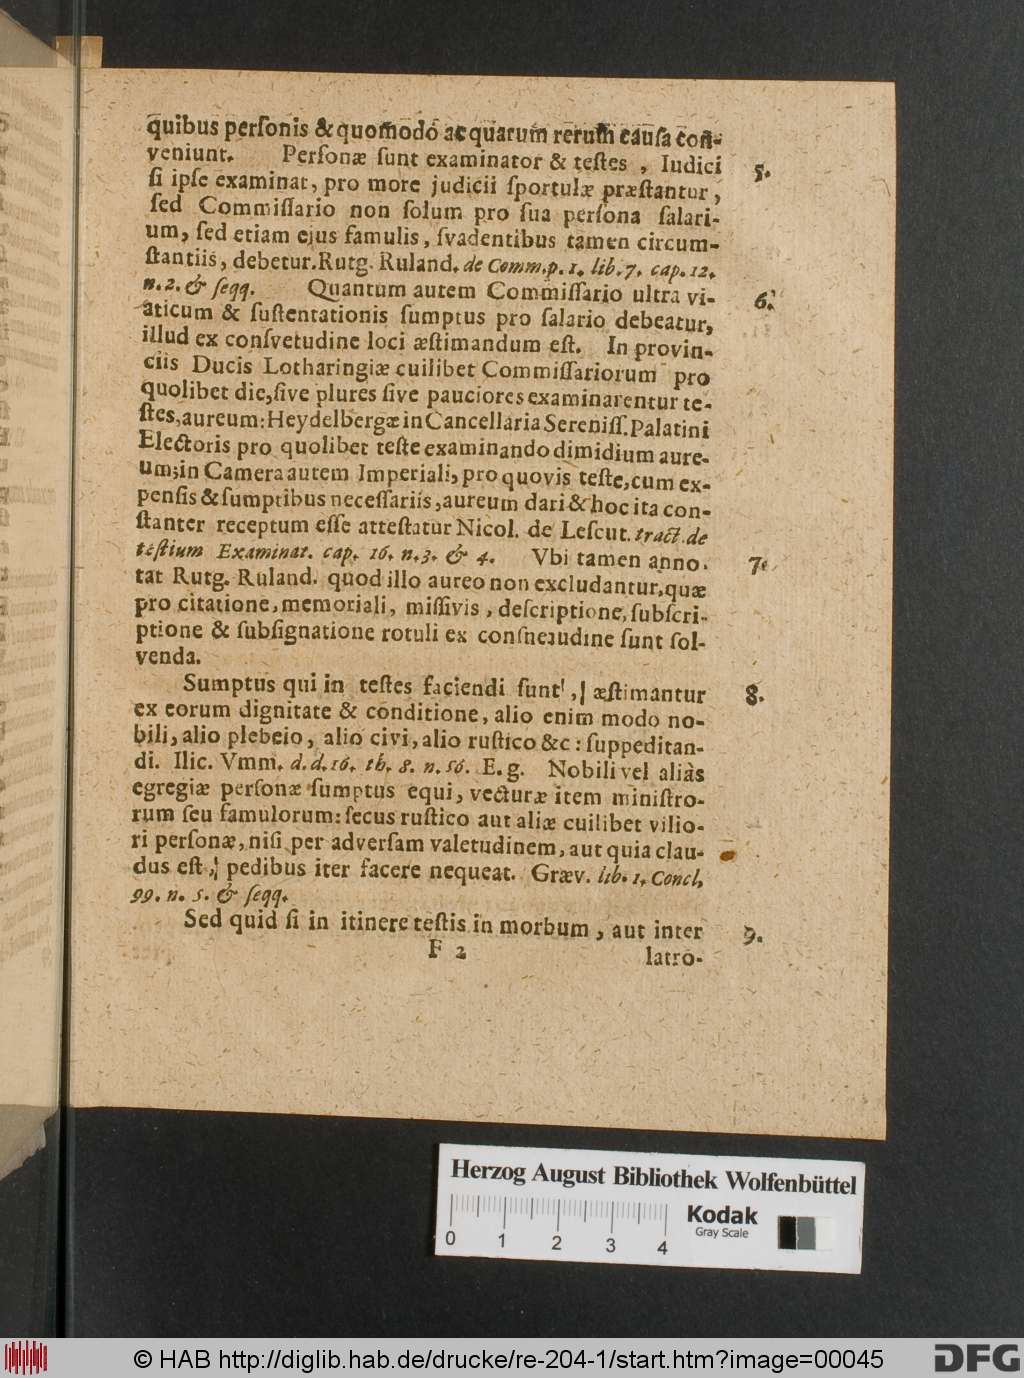 quibus perſonis & quomodo ac quarum rerum cauſa con-
veniunt. Perſonæ ſunt examinator & teſtes, Iudici 5.
ſi ipſe examinat, pro more judicii ſportulæ præſtantur,
ſed Commiſſario non ſolum pro ſua perſona ſalari-
um, ſed etiam ejus famulis, ſvadentibus tamen circum-
ſtantiis, debetur. Rutg. Ruland. de Comm. p. 1. lib. 7. cap. 12.
n. 2. & ſeqq. Quantum autem Commiſſario ultra vi- 6.
aticum & ſuſtentationis ſumptus pro ſalario debeatur,
illud ex conſvetudine loci æſtimandum eſt. In provin-
ciis Ducis Lotharingiæ cuilibet Commiſſariorum pro
quolibet die, ſive plures ſive pauciores examinarentur te-
ſtes, aureum: Heydelbergæ in Cancellaria Sereniſſ. Palatini
Electoris pro quolibet teſte examinando dimidium aure-
um; in Camera autem Imperiali, pro quovis teſte, cum ex-
penſis & ſumptibus neceſſariis, aureum dari & hoc ita con-
ſtanter receptum eſſe atteſtatur Nicol. de Leſcut. tract. de
teſtium Examinat. cap. 16. n. 3. & 4. Vbi tamen anno- 7.
tat Rutg. Ruland. quod illo aureo non excludantur, quæ
pro citatione, memoriali, miſſivis, deſcriptione, ſubſcri-
ptione & ſubſignatione rotuli ex conſueaudine ſunt ſol-
venda.
Sumptus qui in teſtes faciendi ſunt, æſtimantur 8.
ex eorum dignitate & conditione, alio enim modo no-
bili, alio plebeio, alio civi, alio ruſtico &c: ſuppeditan-
di. Ilic. Vmm. d. d. 16. th. 8. n. 56. E. g. Nobili vel aliàs
egregiæ perſonæ ſumptus equi, vecturæ item miniſtro-
rum ſeu famulorum: ſecus ruſtico aut aliæ cuilibet vilio-
ri perſonæ, niſi per adverſam valetudinem, aut quia clau-
dus eſt, pedibus iter facere nequeat. Græv. lib. 1. Concl.
99. n. 5. & ſeqq.
Sed quid ſi in itinere teſtis in morbum, aut inter 9.
F 2 latro-
Herzog August Bibliothek Wolfenbüttel
0 1 2 3 4
Kodak
Gray Scale
© HAB http://diglib.hab.de/drucke/re-204-1/start.htm?image=00045
DFG